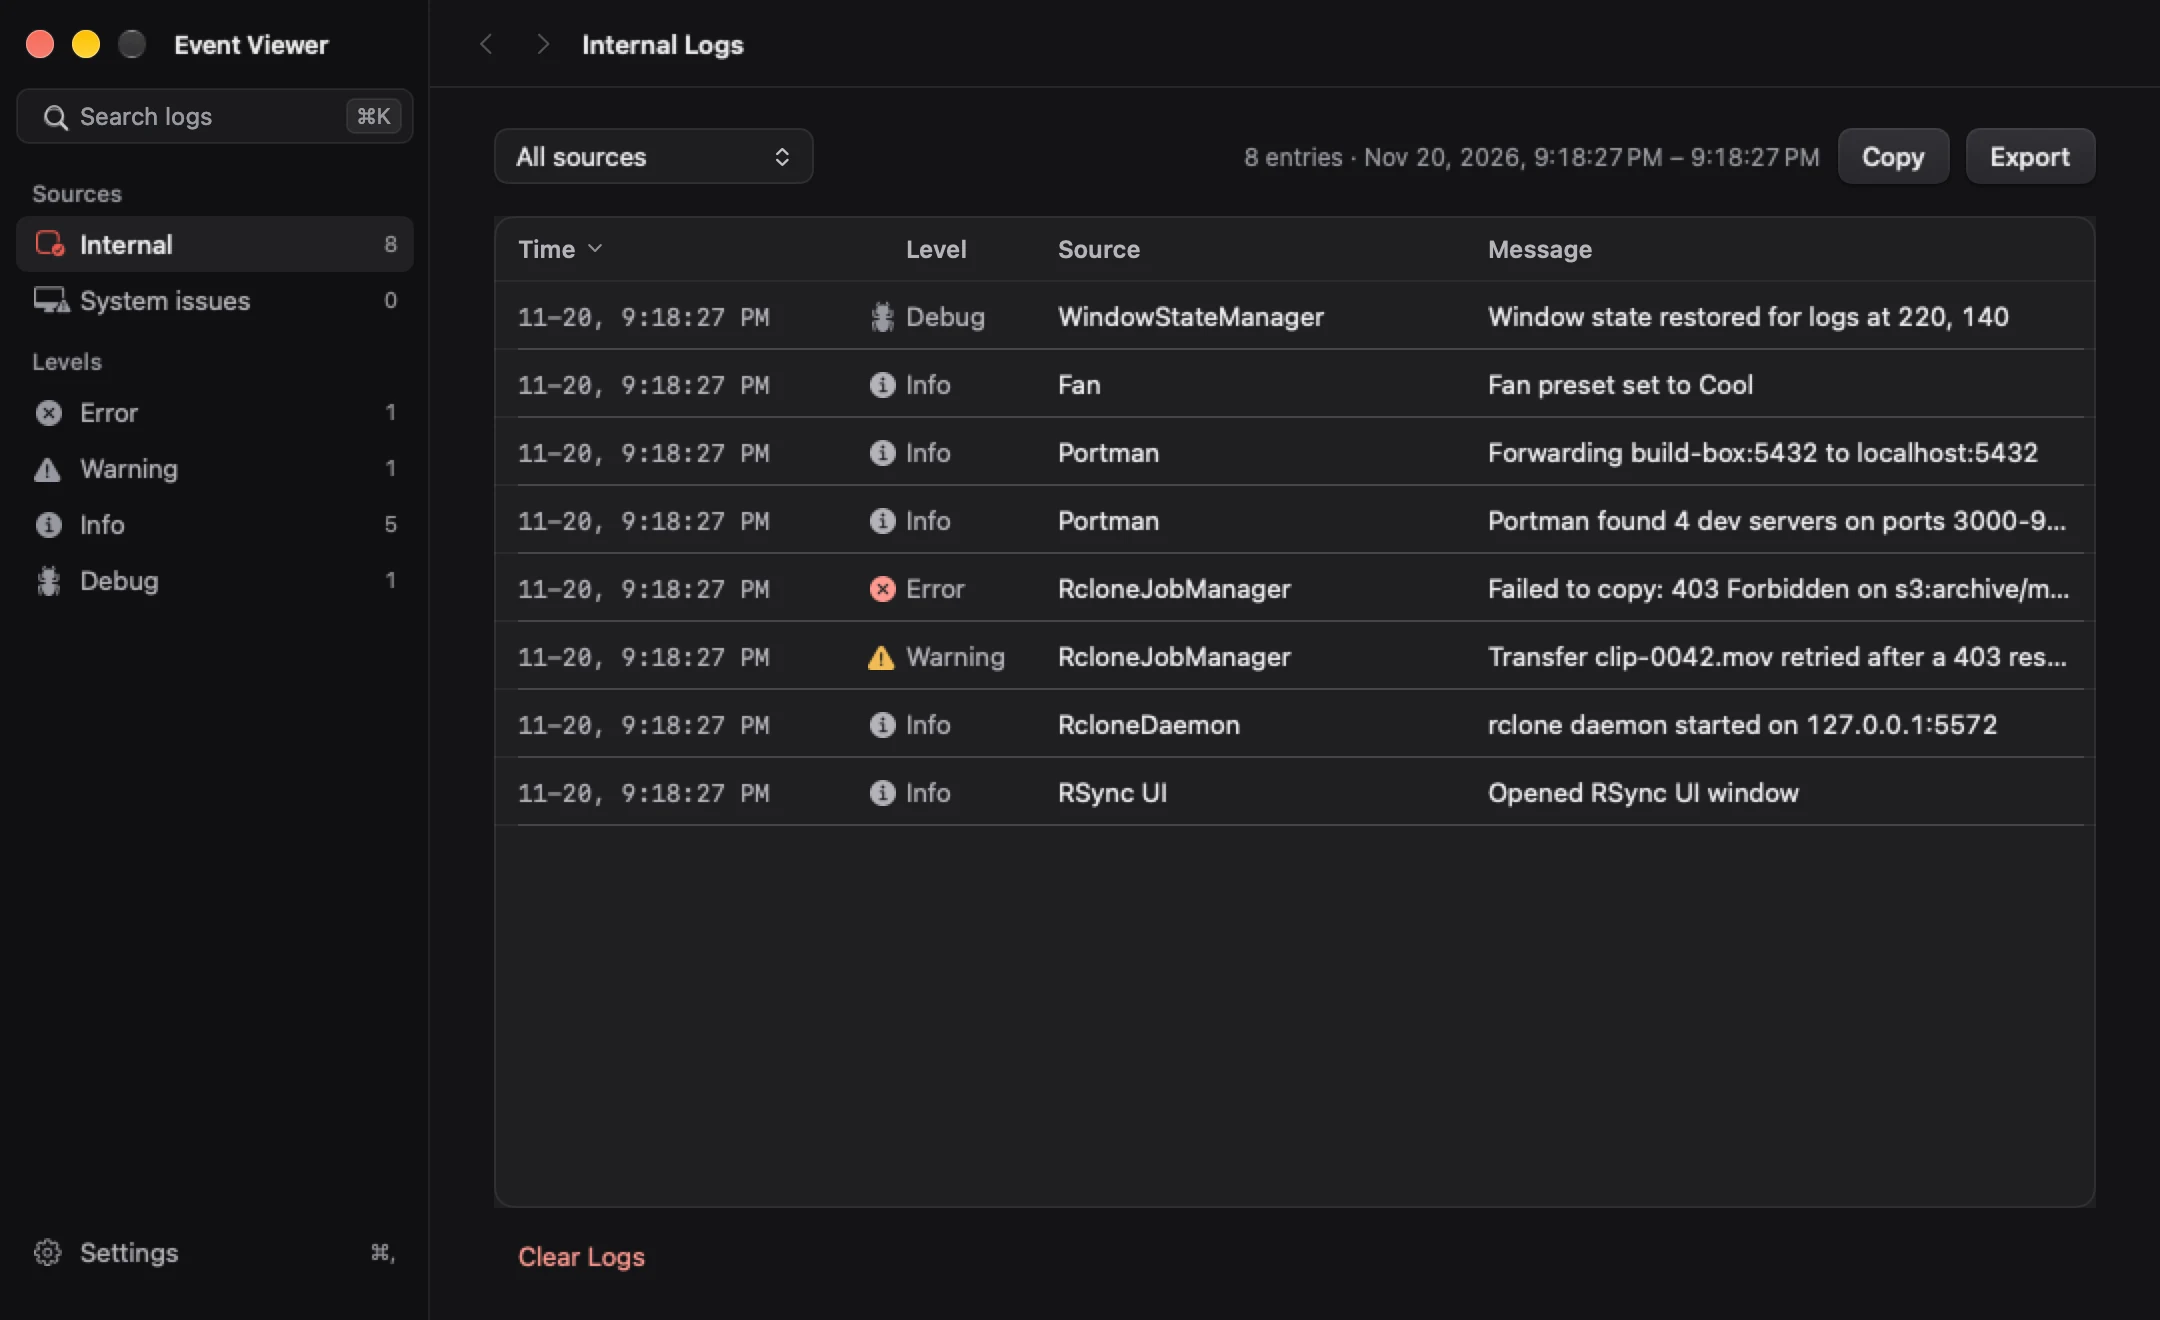 Event Viewer
Search logs ⌘K
Sources
Internal 8
System issues 0
Levels
Error 1
Warning 1
Info 5
Debug 1
Settings ⌘,
Internal Logs
All sources
8 entries · Nov 20, 2026, 9:18:27 PM – 9:18:27 PM
Copy
Export
Time Level Source Message
11-20, 9:18:27 PM Debug WindowStateManager Window state restored for logs at 220, 140
11-20, 9:18:27 PM Info Fan Fan preset set to Cool
11-20, 9:18:27 PM Info Portman Forwarding build-box:5432 to localhost:5432
11-20, 9:18:27 PM Info Portman Portman found 4 dev servers on ports 3000-9...
11-20, 9:18:27 PM Error RcloneJobManager Failed to copy: 403 Forbidden on s3:archive/m...
11-20, 9:18:27 PM Warning RcloneJobManager Transfer clip-0042.mov retried after a 403 res...
11-20, 9:18:27 PM Info RcloneDaemon rclone daemon started on 127.0.0.1:5572
11-20, 9:18:27 PM Info RSync UI Opened RSync UI window
Clear Logs